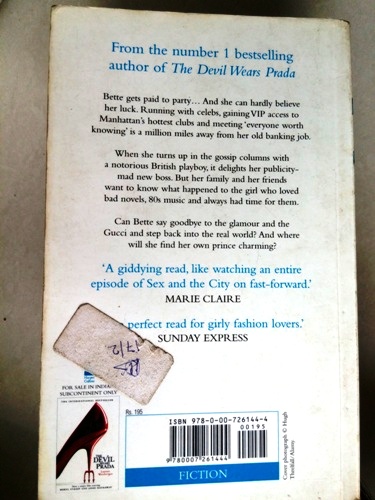 From the number 1 bestselling
author of The Devil Wears Prada
Bette gets paid to party... And she can hardly believe
her luck. Running with celebs, gaining VIP access to
Manhattan's hottest clubs and meeting 'everyone worth
knowing' is a million miles away from her old banking job.
When she turns up in the gossip columns with
a notorious British playboy, it delights her publicity-
mad new boss. But her family and her friends
want to know what happened to the girl who loved
bad novels, 80s music and always had time for them.
Can Bette say goodbye to the glamour and the
Gucci and step back into the real world? And where
will she find her own prince charming?
'A giddying read, like watching an entire
episode of Sex and the City on fast-forward.'
MARIE CLAIRE
perfect read for girly fashion lovers.'
SUNDAY EXPRESS
17/2
FOR SALE IN INDIAN
SUBCONTINENT ONLY
THE DEVIL
WEARS PRADA
Rs. 195
ISBN 978-0-00-726144-4
00195
9 780007 261444
FICTION
Cover photograph © Hugh
Threlfall/Alamy